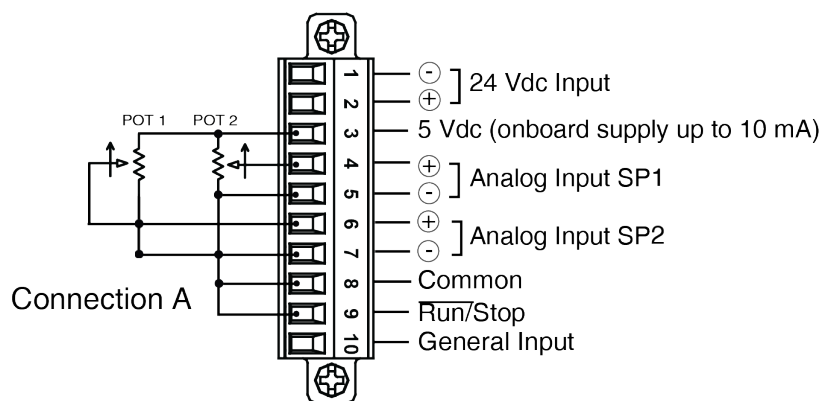 POT 1 POT 2
1 ⊖
2 ⊕
24 Vdc Input
3 5 Vdc (onboard supply up to 10 mA)
4 ⊕
5 ⊖
Analog Input SP1
6 ⊕
7 ⊖
Analog Input SP2
8 Common
9 Run/Stop
10 General Input
Connection A